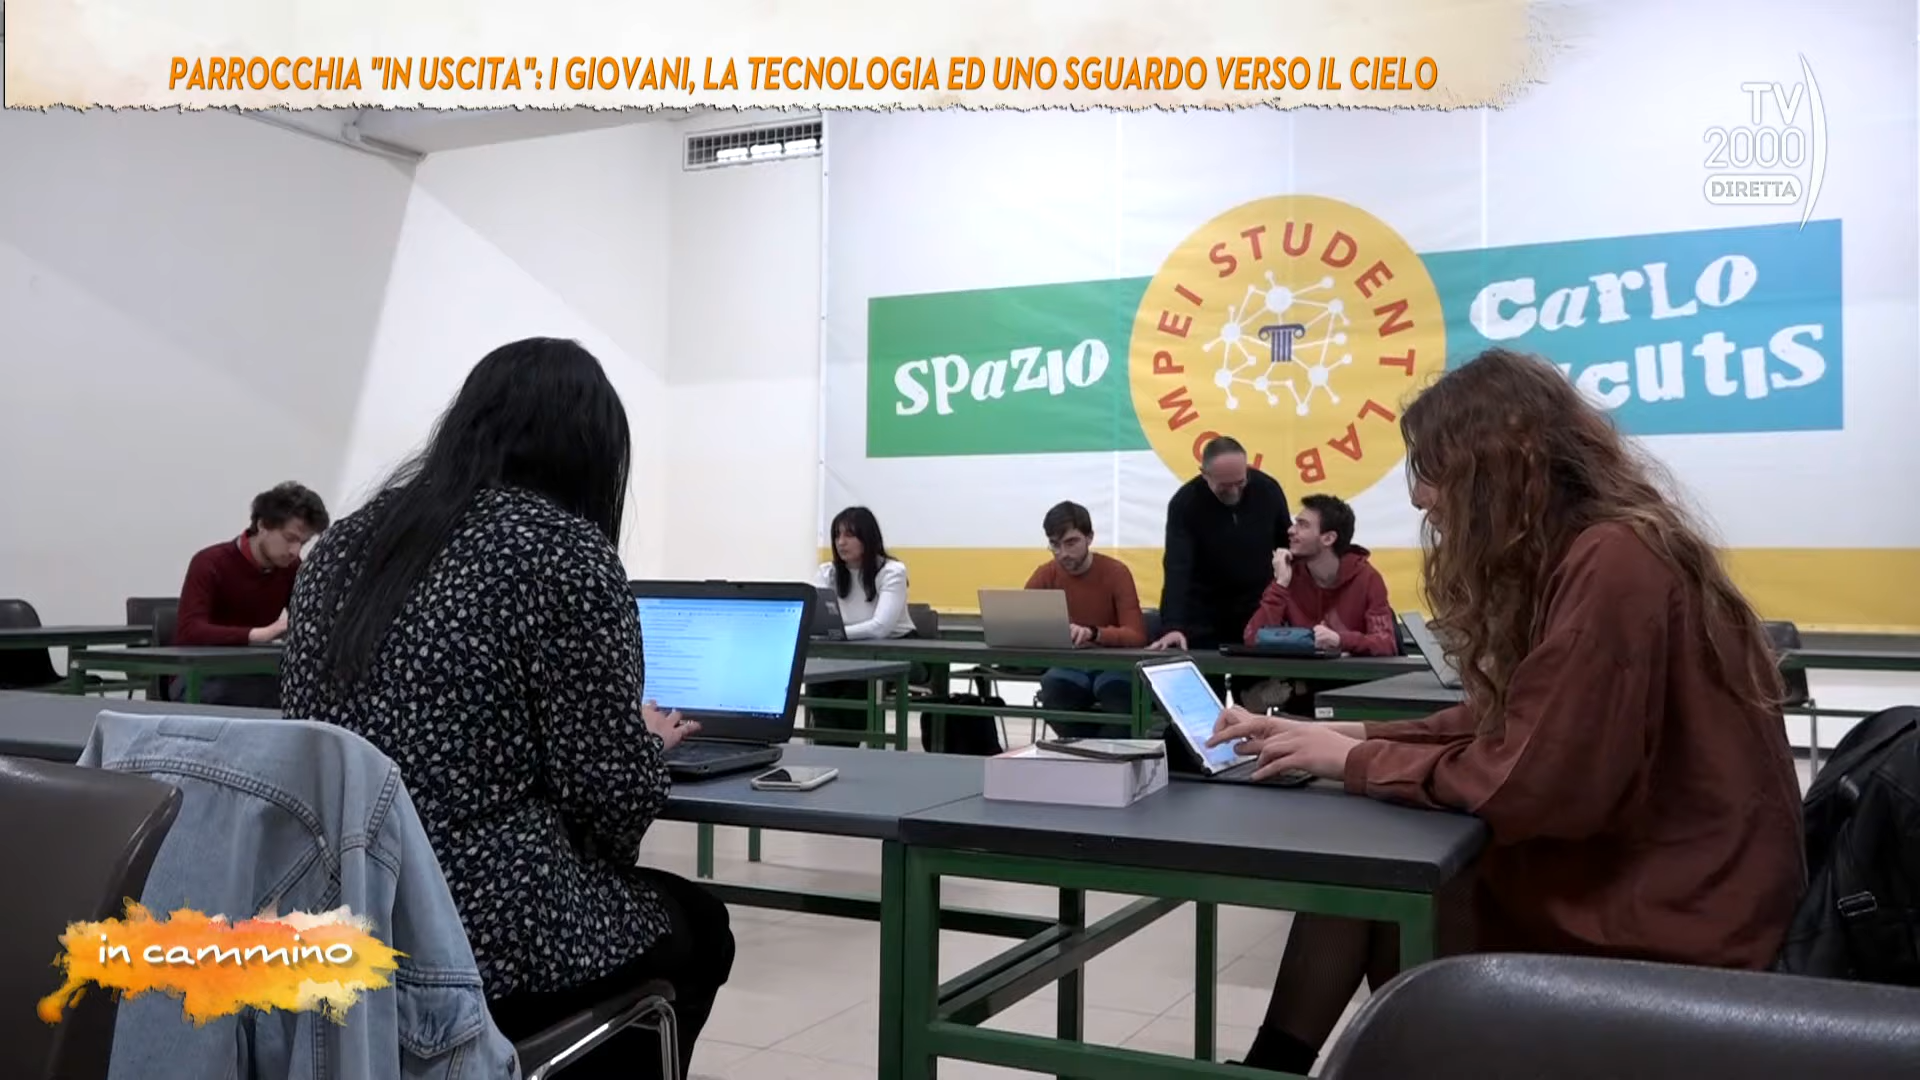 PARROCCHIA "IN USCITA": I GIOVANI, LA TECNOLOGIA ED UNO SGUARDO VERSO IL CIELO
TV
2000
DIRETTA
STUDENT LAB POMPEI
SPAZIO
CARLO
CUTIS
in cammino